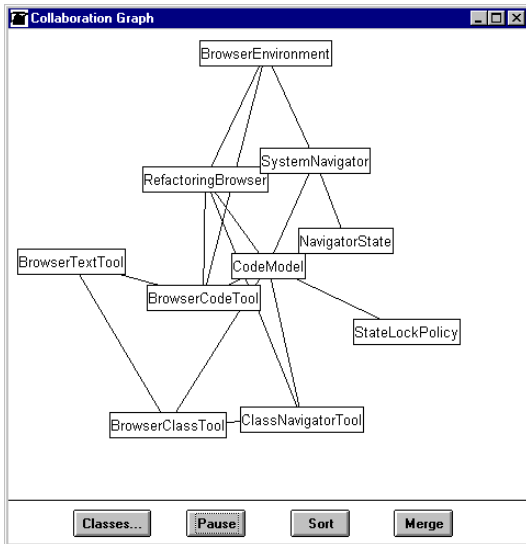 Collaboration Graph
BrowserEnvironment
SystemNavigator
RefactoringBrowser
NavigatorState
BrowserTextTool
CodeModel
BrowserCodeTool
StateLockPolicy
ClassNavigatorTool
BrowserClassTool
Classes...
Pause
Sort
Merge